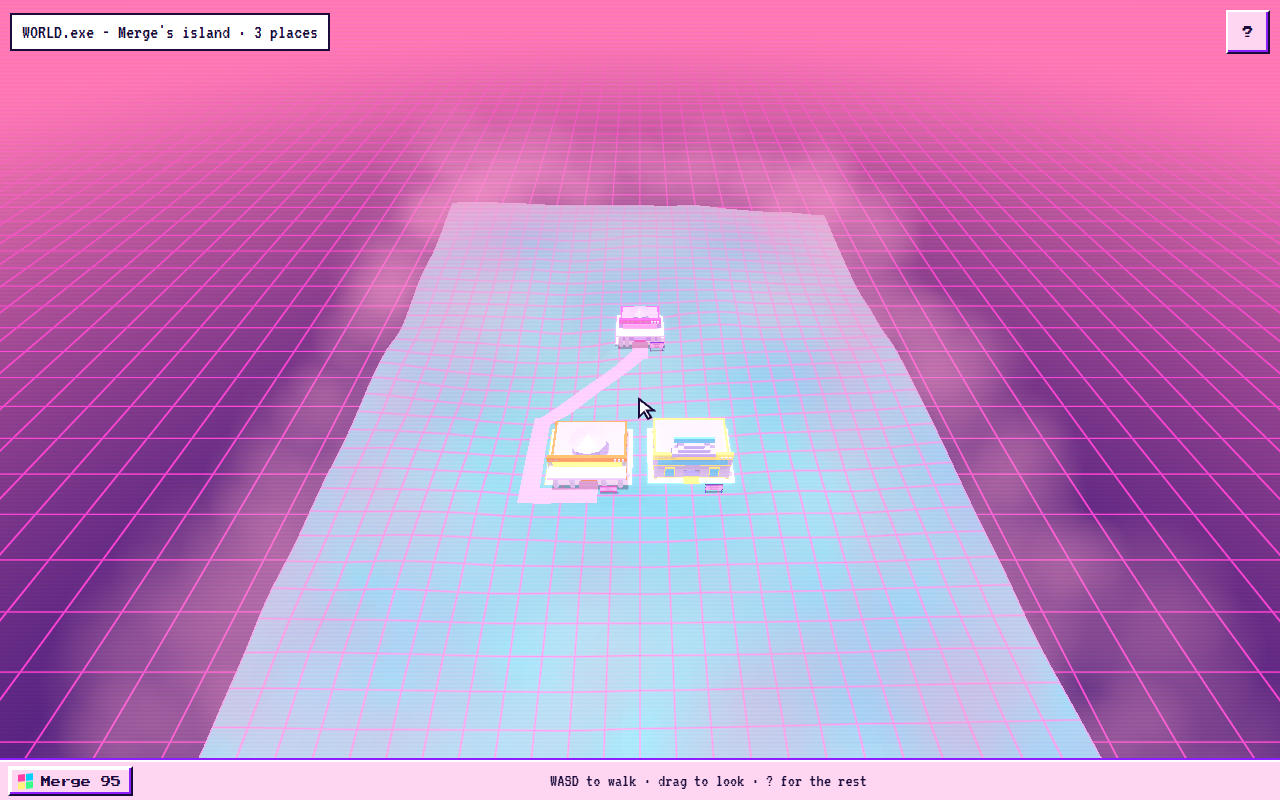 WORLD.exe - Merge's island · 3 places
?
Merge 95
WASD to walk · drag to look · ? for the rest